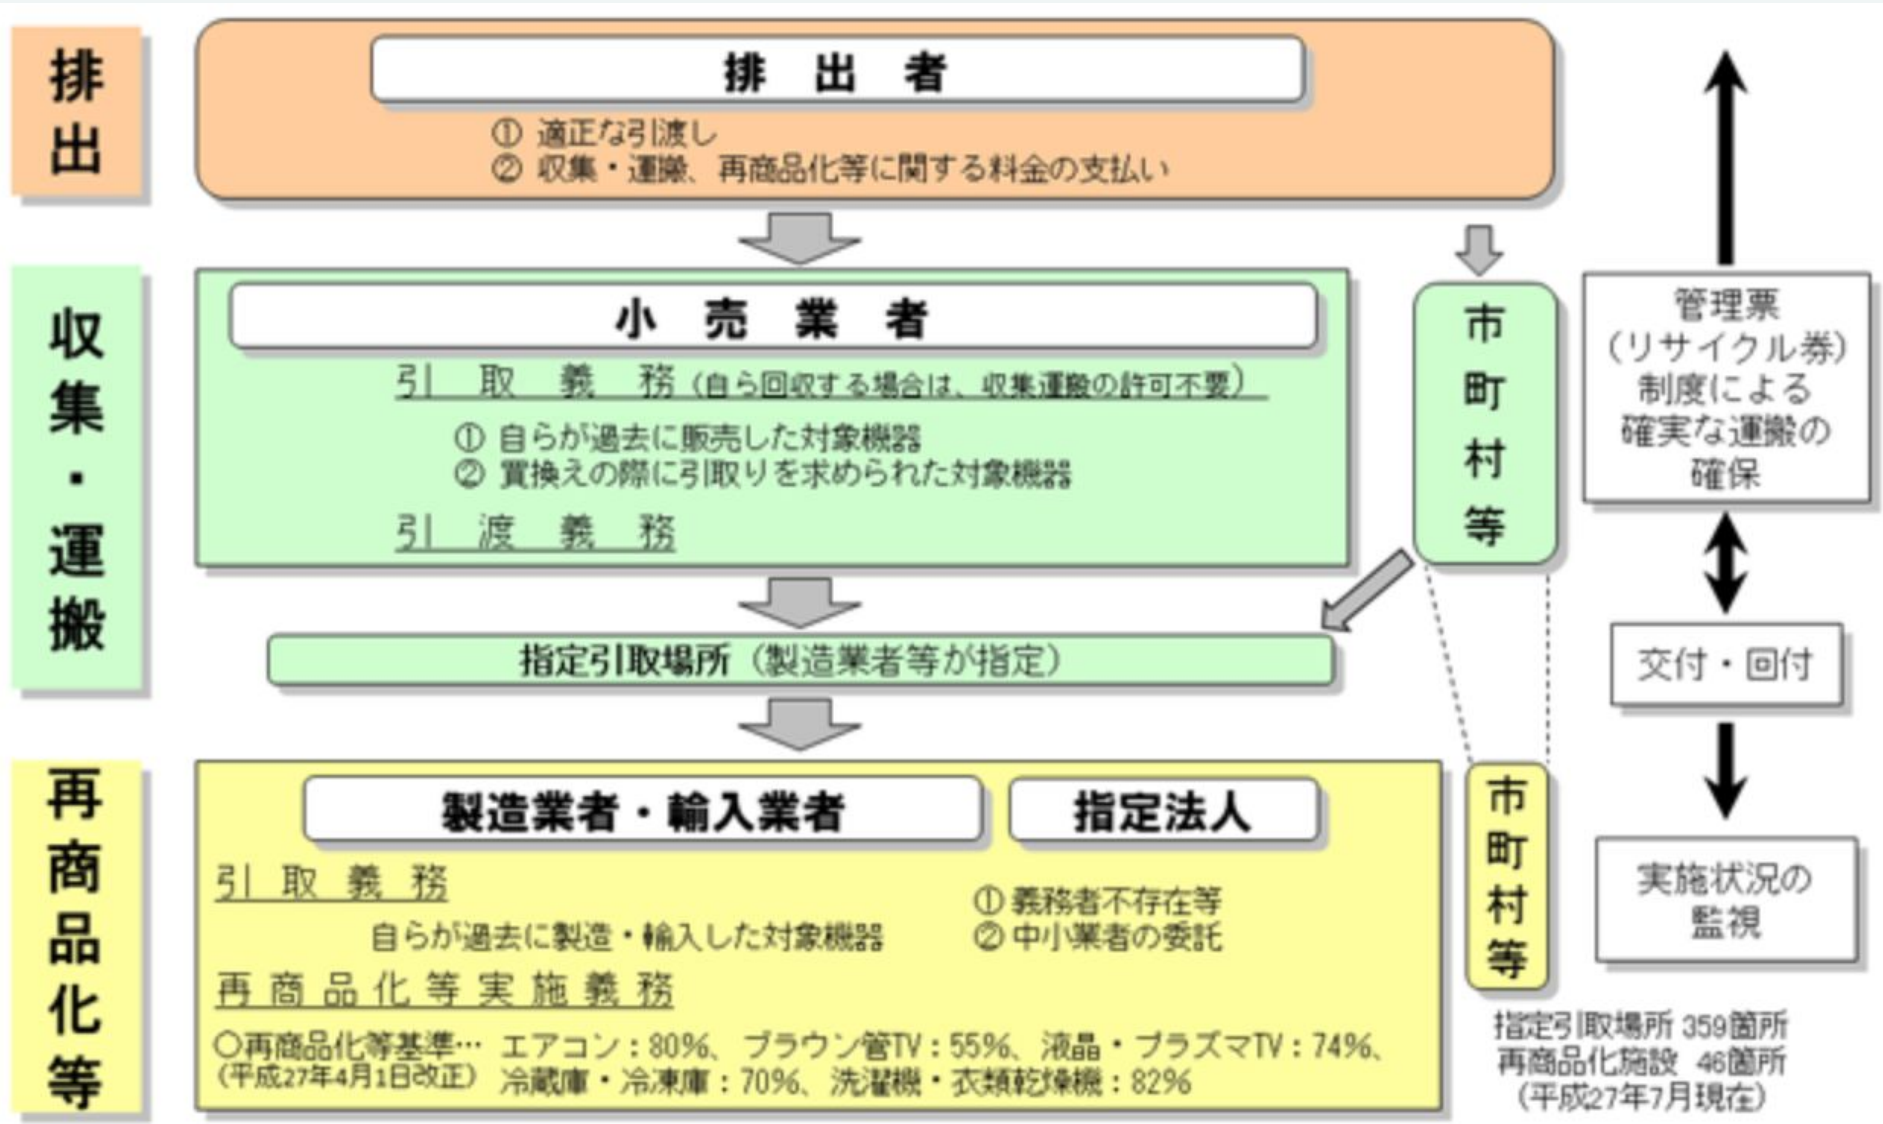 排出
排出者
① 適正な引渡し
② 収集・運搬、再商品化等に関する料金の支払い
収集・運搬
小売業者
引取義務（自ら回収する場合は、収集運搬の許可不要）
① 自らが過去に販売した対象機器
② 買換えの際に引取りを求められた対象機器
引渡義務
市町村等
管理票
（リサイクル券）
制度による
確実な運搬の
確保
指定引取場所（製造業者等が指定）
交付・回付
再商品化等
製造業者・輸入業者
指定法人
引取義務
自らが過去に製造・輸入した対象機器
① 義務者不存在等
② 中小業者の委託
再商品化等実施義務
○再商品化等基準… エアコン：80%、ブラウン管TV：55%、液晶・プラズマTV：74%、
（平成27年4月1日改正） 冷蔵庫・冷凍庫：70%、洗濯機・衣類乾燥機：82%
市町村等
実施状況の
監視
指定引取場所 359箇所
再商品化施設 46箇所
（平成27年7月現在）